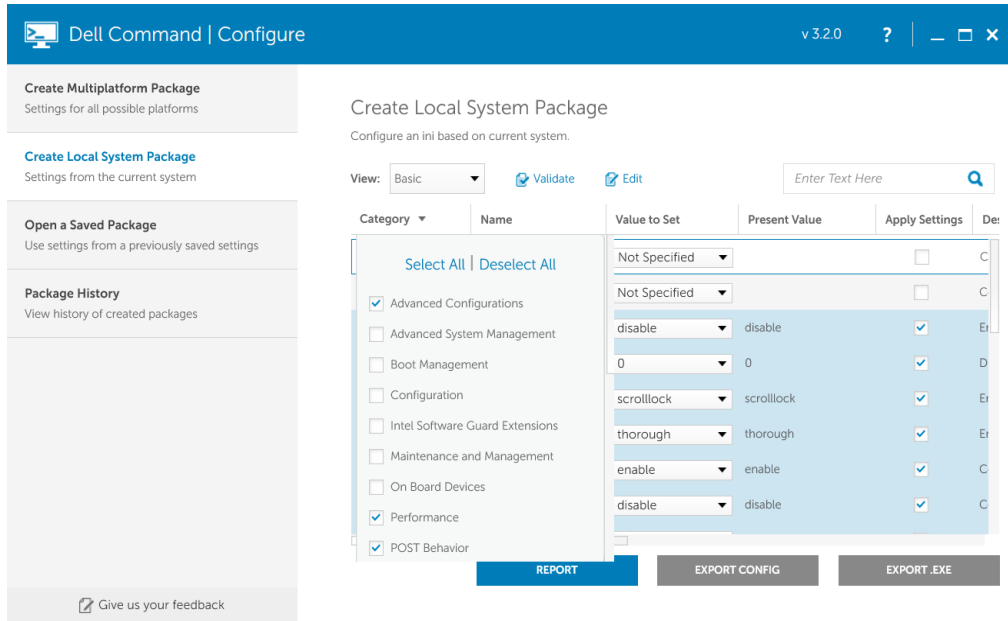 Dell Command | Configure
v 3.2.0
?
Create Multiplatform Package
Settings for all possible platforms
Create Local System Package
Settings from the current system
Open a Saved Package
Use settings from a previously saved settings
Package History
View history of created packages
Give us your feedback
Create Local System Package
Configure an ini based on current system.
View: Basic Validate Edit Enter Text Here
Category Name Value to Set Present Value Apply Settings Des
Select All | Deselect All
Advanced Configurations
Advanced System Management
Boot Management
Configuration
Intel Software Guard Extensions
Maintenance and Management
On Board Devices
Performance
POST Behavior
Not Specified C
Not Specified C
disable disable En
0 0 D
scrolllock scrolllock En
thorough thorough En
enable enable C
disable disable C
REPORT EXPORT CONFIG EXPORT .EXE